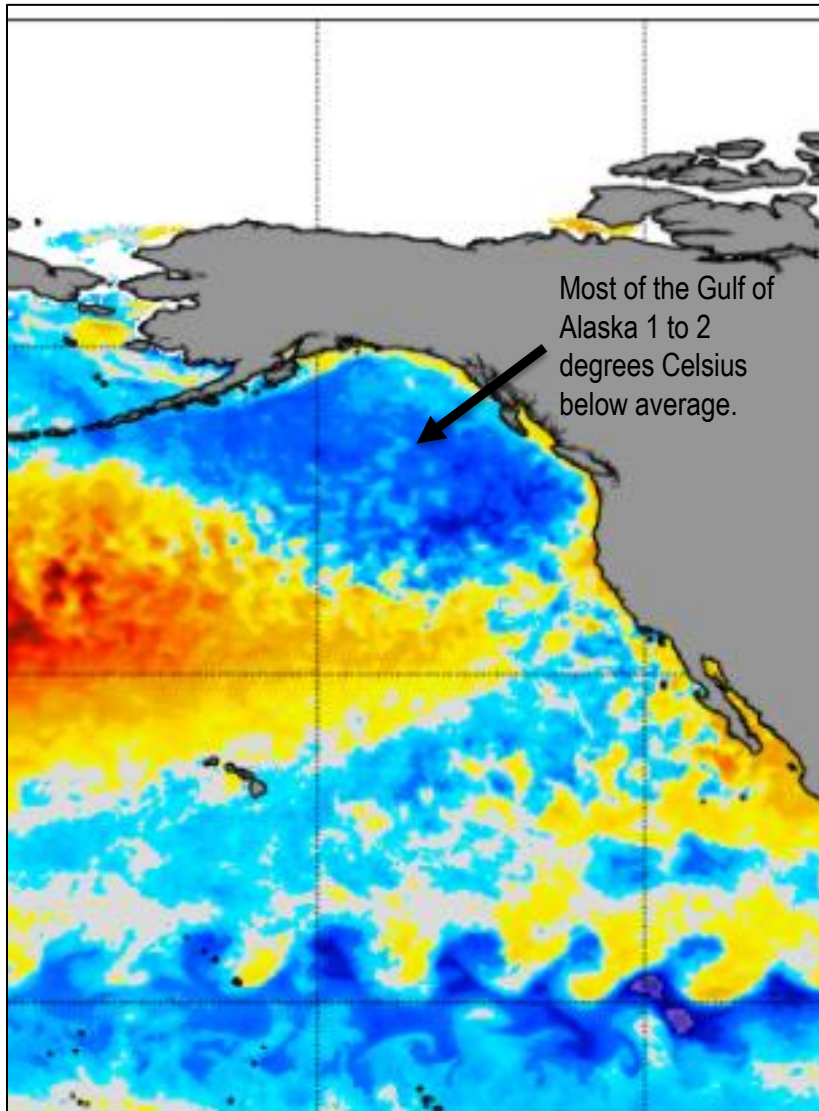 Most of the Gulf of
Alaska 1 to 2
degrees Celsius
below average.